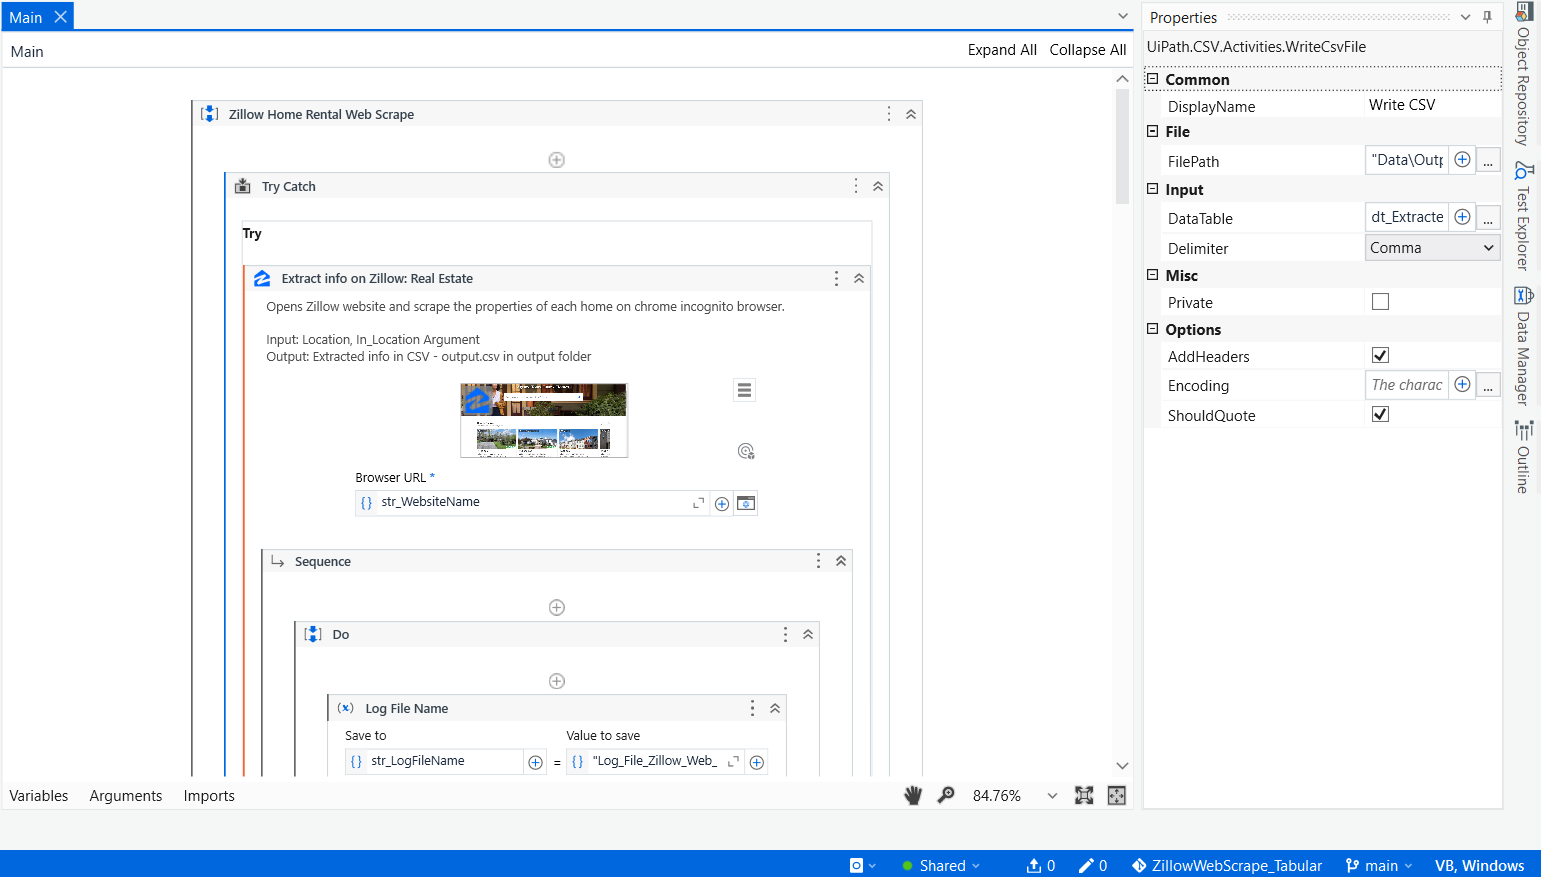 Main
Main
Expand All Collapse All
Zillow Home Rental Web Scrape
Try Catch
Try
Extract info on Zillow: Real Estate
Opens Zillow website and scrape the properties of each home on chrome incognito browser.
Input: Location, In_Location Argument
Output: Extracted info in CSV - output.csv in output folder
Browser URL *
{} str_WebsiteName
Sequence
Do
(x) Log File Name
Save to Value to save
{} str_LogFileName = {} "Log_File_Zillow_Web_
Variables Arguments Imports
84.76%
Properties
UiPath.CSV.Activities.WriteCsvFile
Common
DisplayName Write CSV
File
FilePath "Data\Outp ...
Input
DataTable dt_Extracte ...
Delimiter Comma
Misc
Private
Options
AddHeaders
Encoding The charac ...
ShouldQuote
Object Repository
Test Explorer
Data Manager
Outline
Shared 0 0 ZillowWebScrape_Tabular main VB, Windows